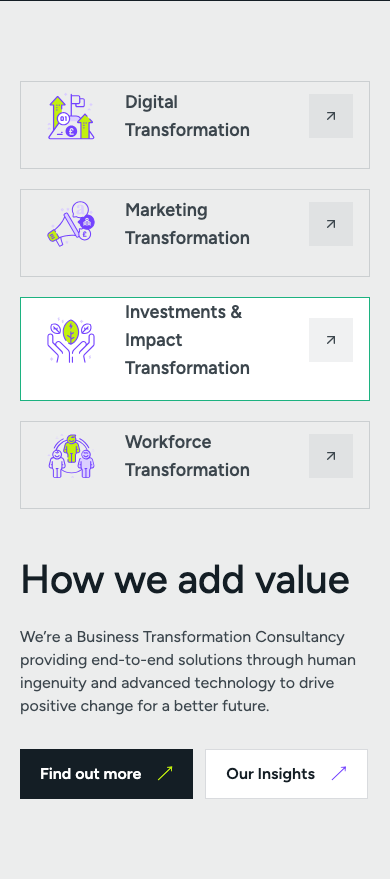 Digital
Transformation
Marketing
Transformation
Investments &
Impact
Transformation
Workforce
Transformation
How we add value
We’re a Business Transformation Consultancy
providing end-to-end solutions through human
ingenuity and advanced technology to drive
positive change for a better future.
Find out more
Our Insights